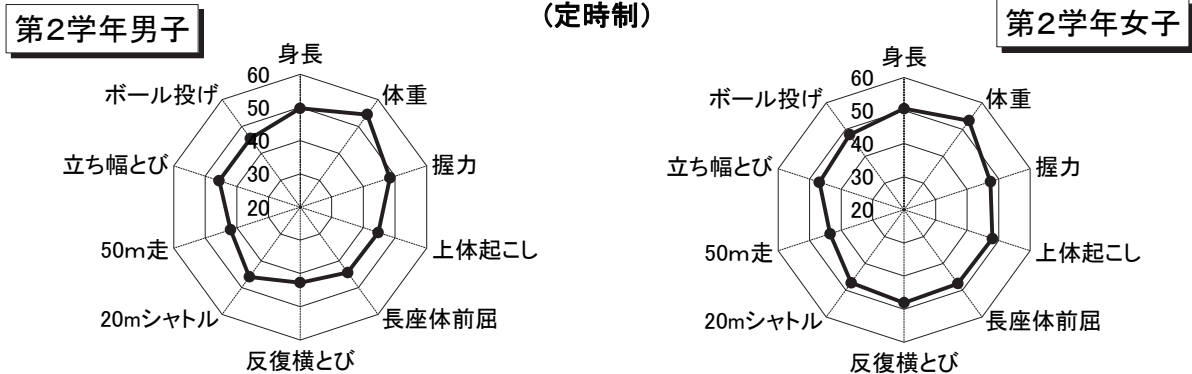 (定時制)
第2学年男子
身長
体重
握力
上体起こし
長座体前屈
反復横とび
20mシャトル
50m走
立ち幅とび
ボール投げ
60
50
40
30
20
第2学年女子
身長
体重
握力
上体起こし
長座体前屈
反復横とび
20mシャトル
50m走
立ち幅とび
ボール投げ
60
50
40
30
20